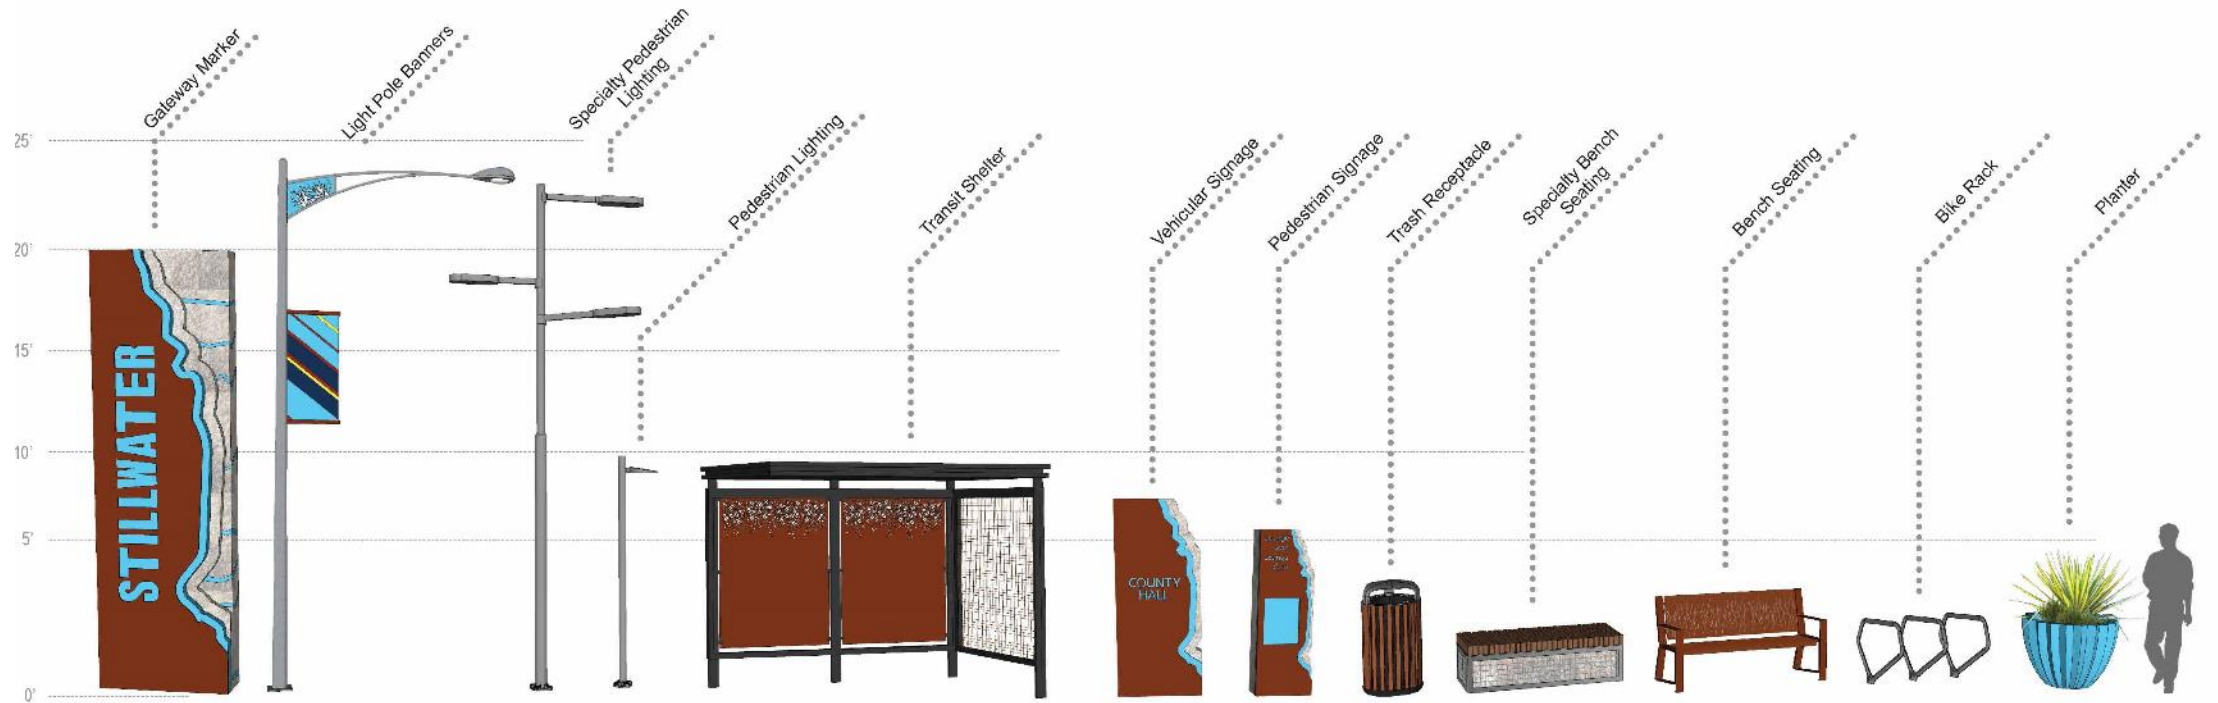 Gateway Marker
Light Pole Banners
Specialty Pedestrian
Lighting
Pedestrian Lighting
Transit Shelter
Vehicular Signage
Pedestrian Signage
Trash Receptacle
Specialty Bench
Seating
Bench Seating
Bike Rack
Planter
25'
20'
15'
10'
5'
0'
STILLWATER
COUNTY
HALL